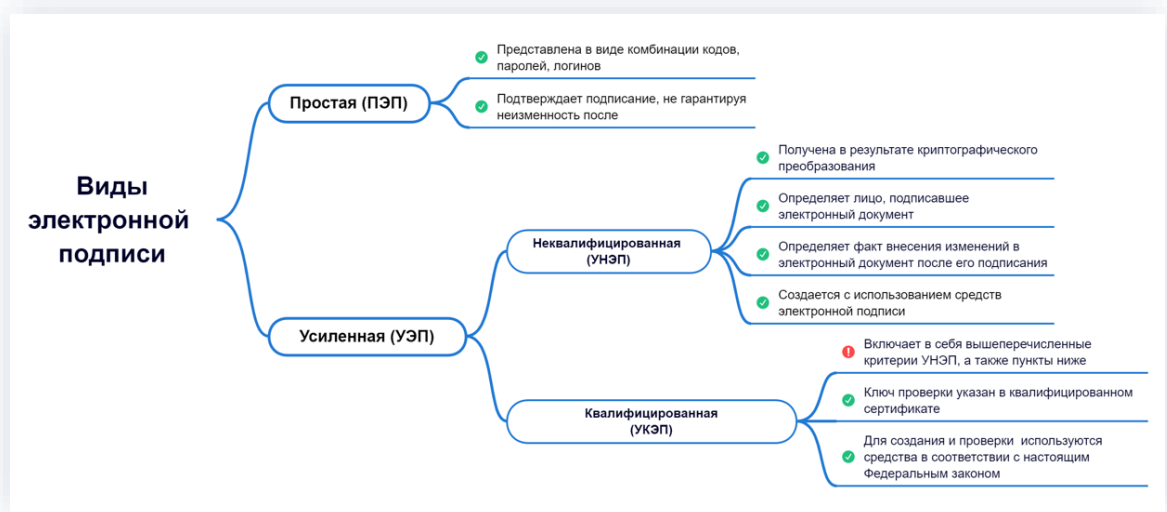 Виды
электронной
подписи
Простая (ПЭП)
Представлена в виде комбинации кодов,
паролей, логинов
Подтверждает подписание, не гарантируя
неизменность после
Усиленная (УЭП)
Неквалифицированная
(УНЭП)
Получена в результате криптографического
преобразования
Определяет лицо, подписавшее
электронный документ
Определяет факт внесения изменений в
электронный документ после его подписания
Создается с использованием средств
электронной подписи
Квалифицированная
(УКЭП)
Включает в себя вышеперечисленные
критерии УНЭП, а также пункты ниже
Ключ проверки указан в квалифицированном
сертификате
Для создания и проверки используются
средства в соответствии с настоящим
Федеральным законом